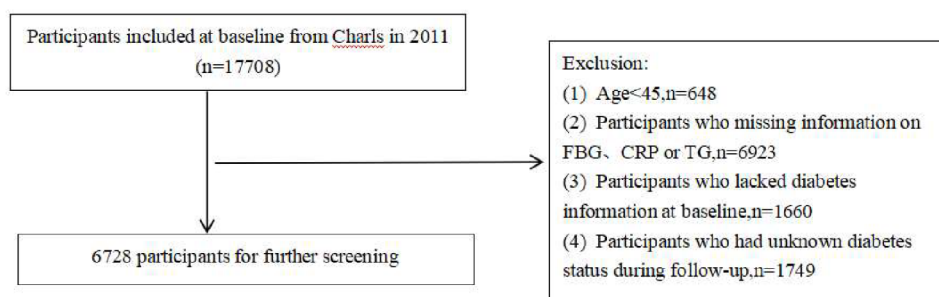 Participants included at baseline from Charls in 2011
(n=17708)
Exclusion:
(1) Age<45,n=648
(2) Participants who missing information on
FBG、CRP or TG,n=6923
(3) Participants who lacked diabetes
information at baseline,n=1660
(4) Participants who had unknown diabetes
status during follow-up,n=1749
6728 participants for further screening